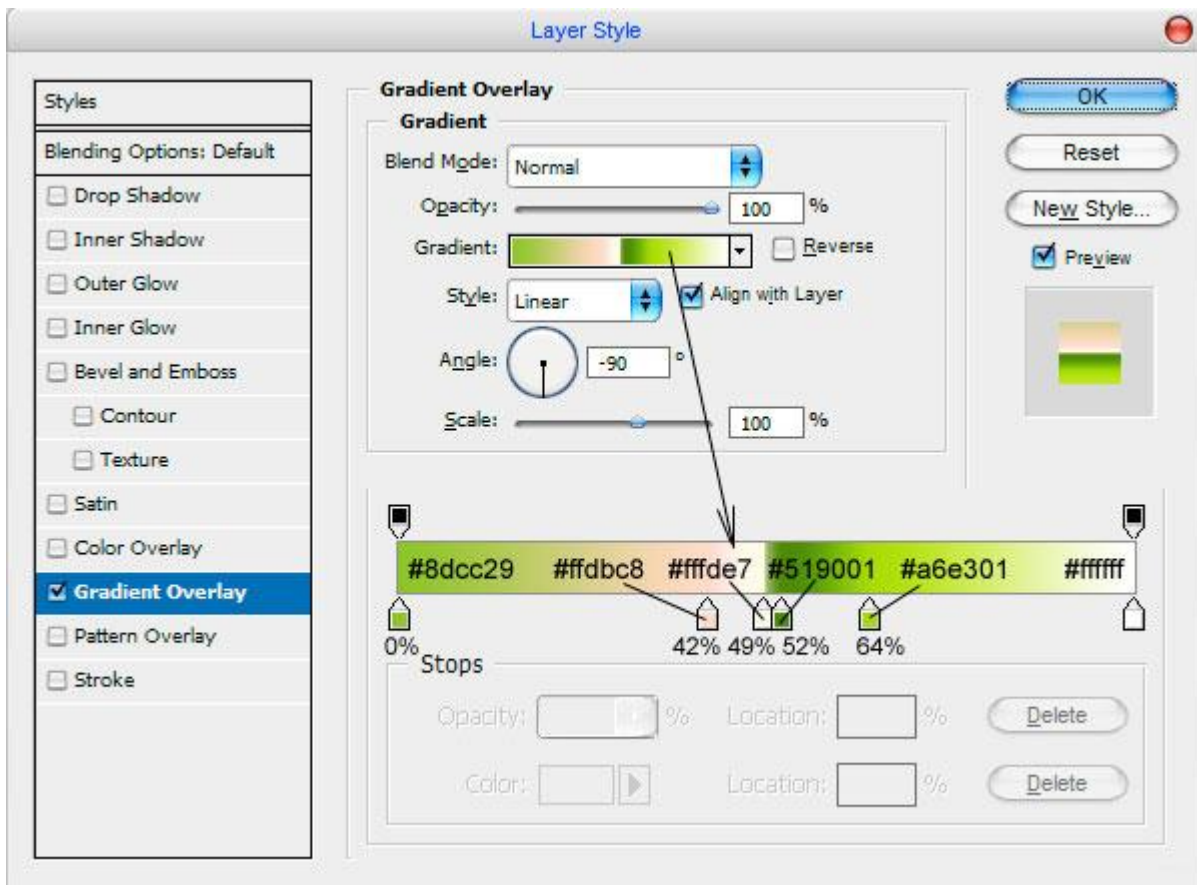 Layer Style
Styles
Blending Options: Default
Drop Shadow
Inner Shadow
Outer Glow
Inner Glow
Bevel and Emboss
Contour
Texture
Satin
Color Overlay
Gradient Overlay
Pattern Overlay
Stroke
Gradient Overlay
Gradient
Blend Mode: Normal
Opacity: 100 %
Gradient: Reverse
Style: Linear Align with Layer
Angle: -90 °
Scale: 100 %
OK
Reset
New Style...
Preview
#8dcc29 #ffdbc8 #fffde7 #519001 #a6e301 #ffffff
0% 42% 49% 52% 64%
Stops
Opacity: % Location: % Delete
Color: Location: % Delete